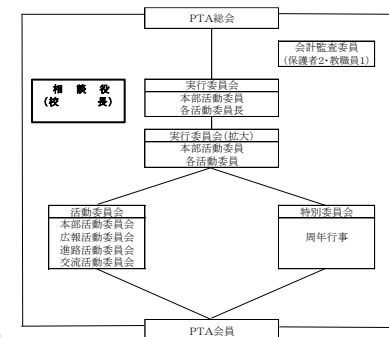 PTA総会
会計監査委員
(保護者2・教職員1)
相談役
(校長)
実行委員会
本部活動委員
各活動委員長
実行委員会(拡大)
本部活動委員
各活動委員
活動委員会
本部活動委員会
広報活動委員会
進路活動委員会
交流活動委員会
特別委員会
周年行事
PTA会員